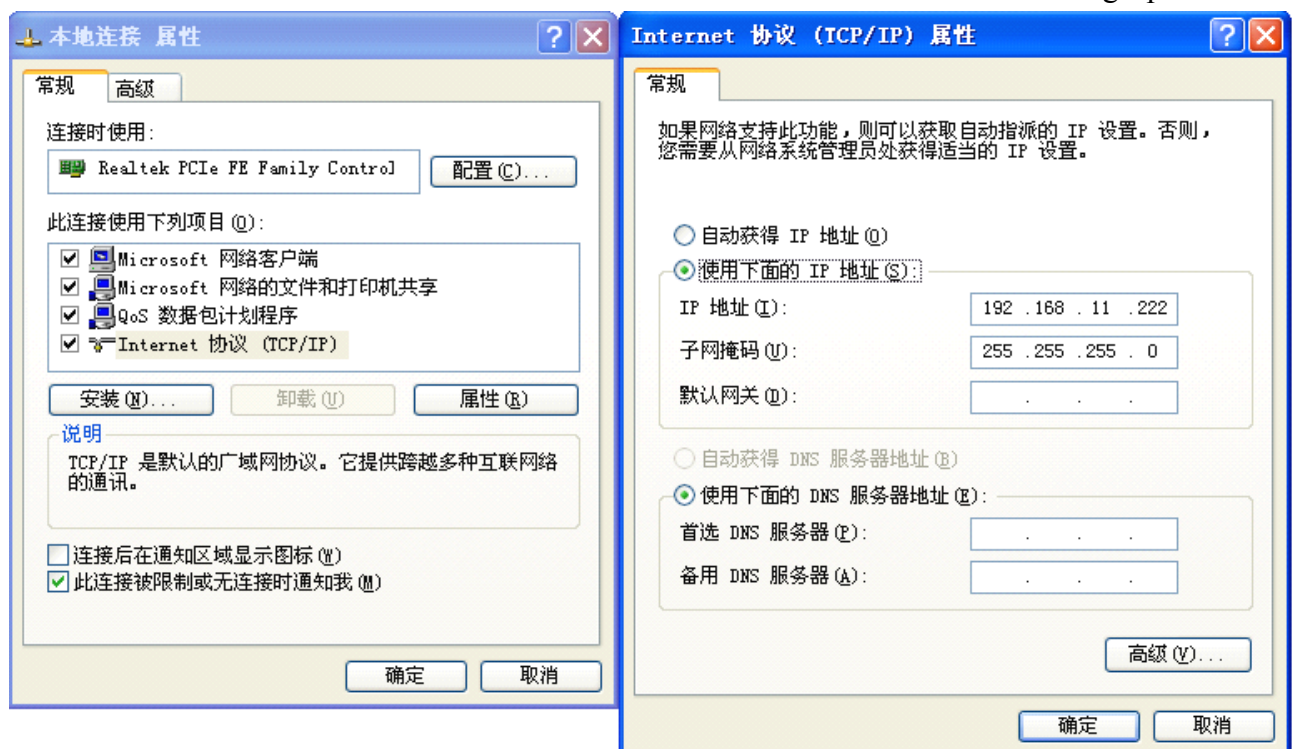 本地连接 属性
常规
高级
连接时使用:
Realtek PCIe FE Family Control
配置(C)...
此连接使用下列项目(O):
Microsoft 网络客户端
Microsoft 网络的文件和打印机共享
QoS 数据包计划程序
Internet 协议 (TCP/IP)
安装(N)...
卸载(U)
属性(R)
说明
TCP/IP 是默认的广域网协议。它提供跨越多种互联网络
的通讯。
连接后在通知区域显示图标(W)
此连接被限制或无连接时通知我(M)
确定
取消
Internet 协议 (TCP/IP) 属性
常规
如果网络支持此功能，则可以获取自动指派的 IP 设置。否则，
您需要从网络系统管理员处获得适当的 IP 设置。
自动获得 IP 地址(O)
使用下面的 IP 地址(S):
IP 地址(I):
192 .168 . 11 .222
子网掩码(U):
255 .255 .255 . 0
默认网关(D):
自动获得 DNS 服务器地址(B)
使用下面的 DNS 服务器地址(E):
首选 DNS 服务器(P):
备用 DNS 服务器(A):
高级(V)...
确定
取消